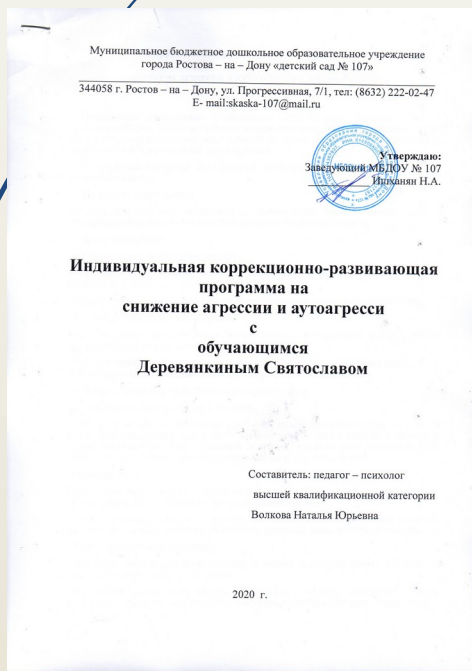 Муниципальное бюджетное дошкольное образовательное учреждение
города Ростова – на – Дону «детский сад № 107»
344058 г. Ростов – на – Дону, ул. Прогрессивная, 7/1, тел: (8632) 222-02-47
E- mail:skaska-107@mail.ru
Утверждаю:
Заведующий МБДОУ № 107
Ишханян Н.А.
Индивидуальная коррекционно-развивающая
программа на
снижение агрессии и аутоагресси
с
обучающимся
Деревянкиным Святославом
Составитель: педагог – психолог
высшей квалификационной категории
Волкова Наталья Юрьевна
2020 г.